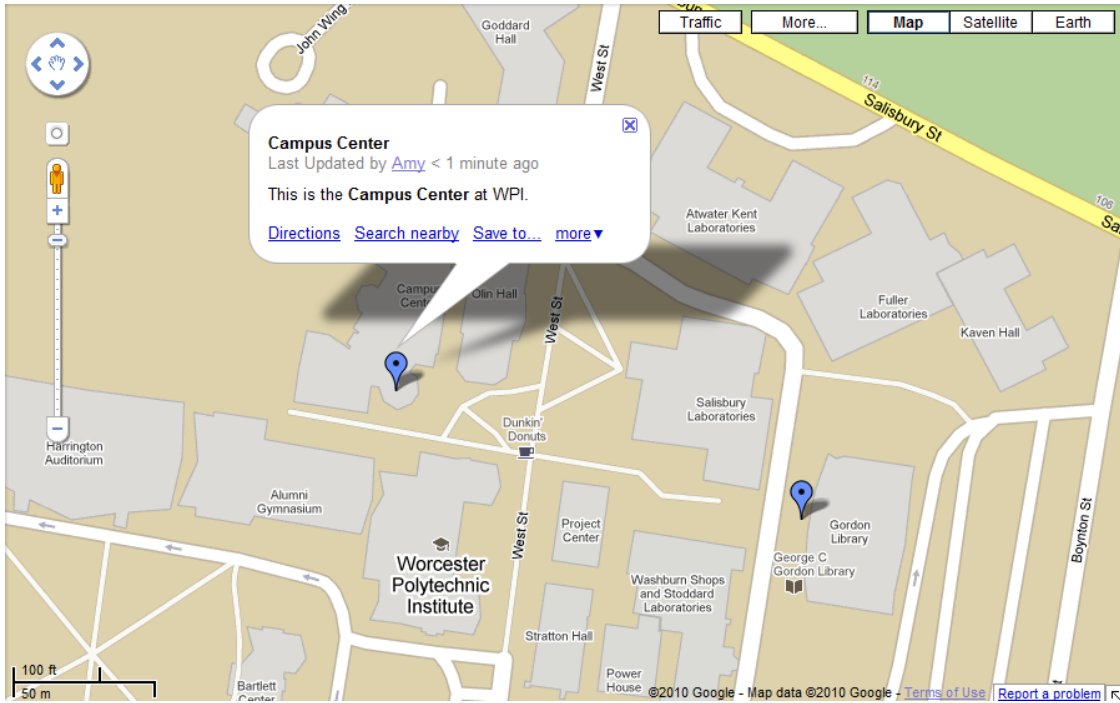 Goddard
Hall
John Wing
West St
Traffic
More...
Map
Satellite
Earth
114
Salisbury St
106
Campus Center
Last Updated by Amy < 1 minute ago
This is the Campus Center at WPI.
Directions Search nearby Save to... more▼
Atwater Kent
Laboratories
Olin Hall
West St
Fuller
Laboratories
Kaven Hall
Salisbury
Laboratories
Dunkin'
Donuts
Harrington
Auditorium
Alumni
Gymnasium
West St
Project
Center
Gordon
Library
George C
Gordon Library
Boynton St
Worcester
Polytechnic
Institute
Washburn Shops
and Stoddard
Laboratories
Stratton Hall
Power
House
Bartlett
Center
100 ft
50 m
©2010 Google - Map data ©2010 Google - Terms of Use
Report a problem